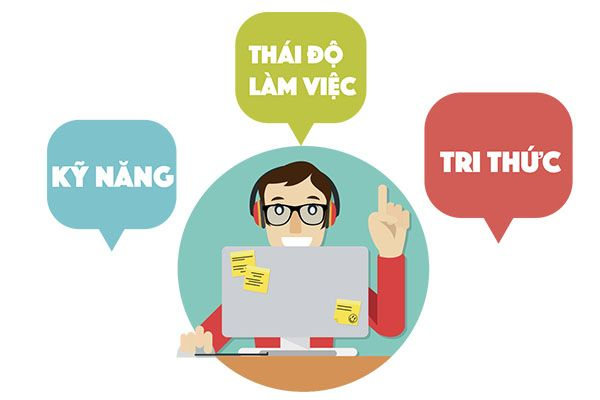 THÁI ĐỘ
LÀM VIỆC
KỸ NĂNG
TRI THỨC